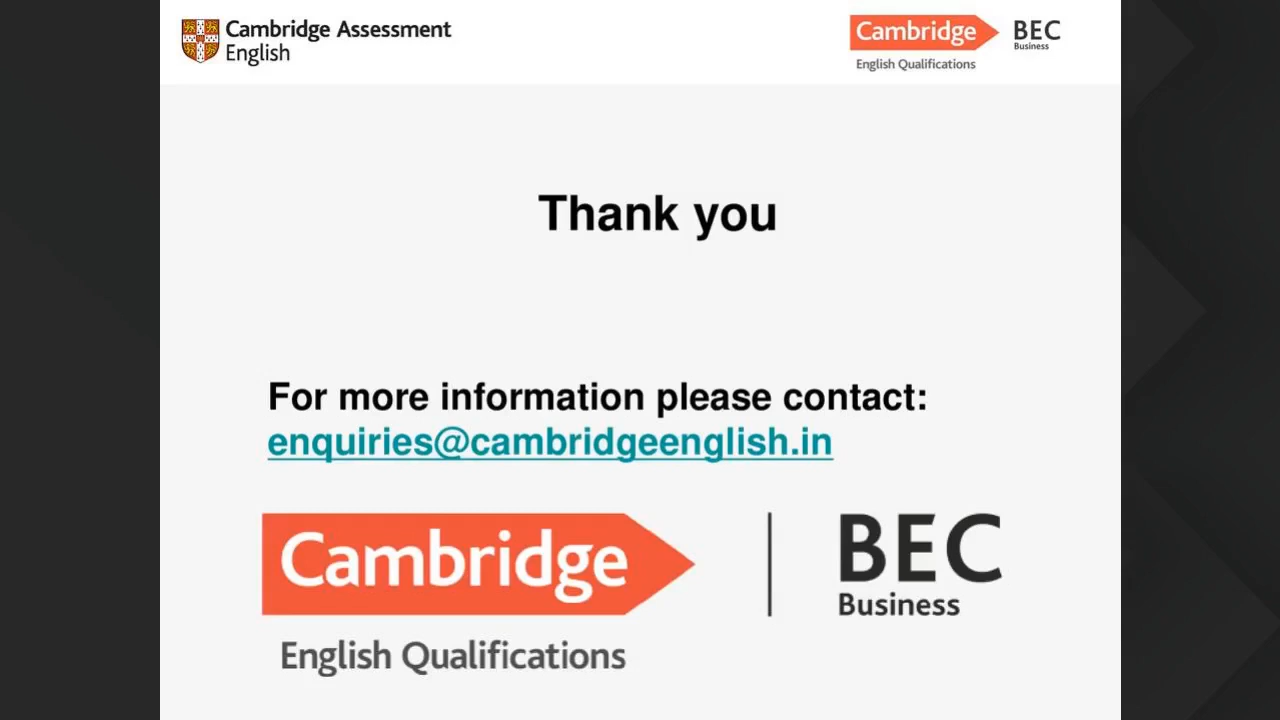 Cambridge Assessment
English
Cambridge
English Qualifications
BEC
Business
Thank you
For more information please contact:
enquiries@cambridgeenglish.in
Cambridge
English Qualifications
BEC
Business